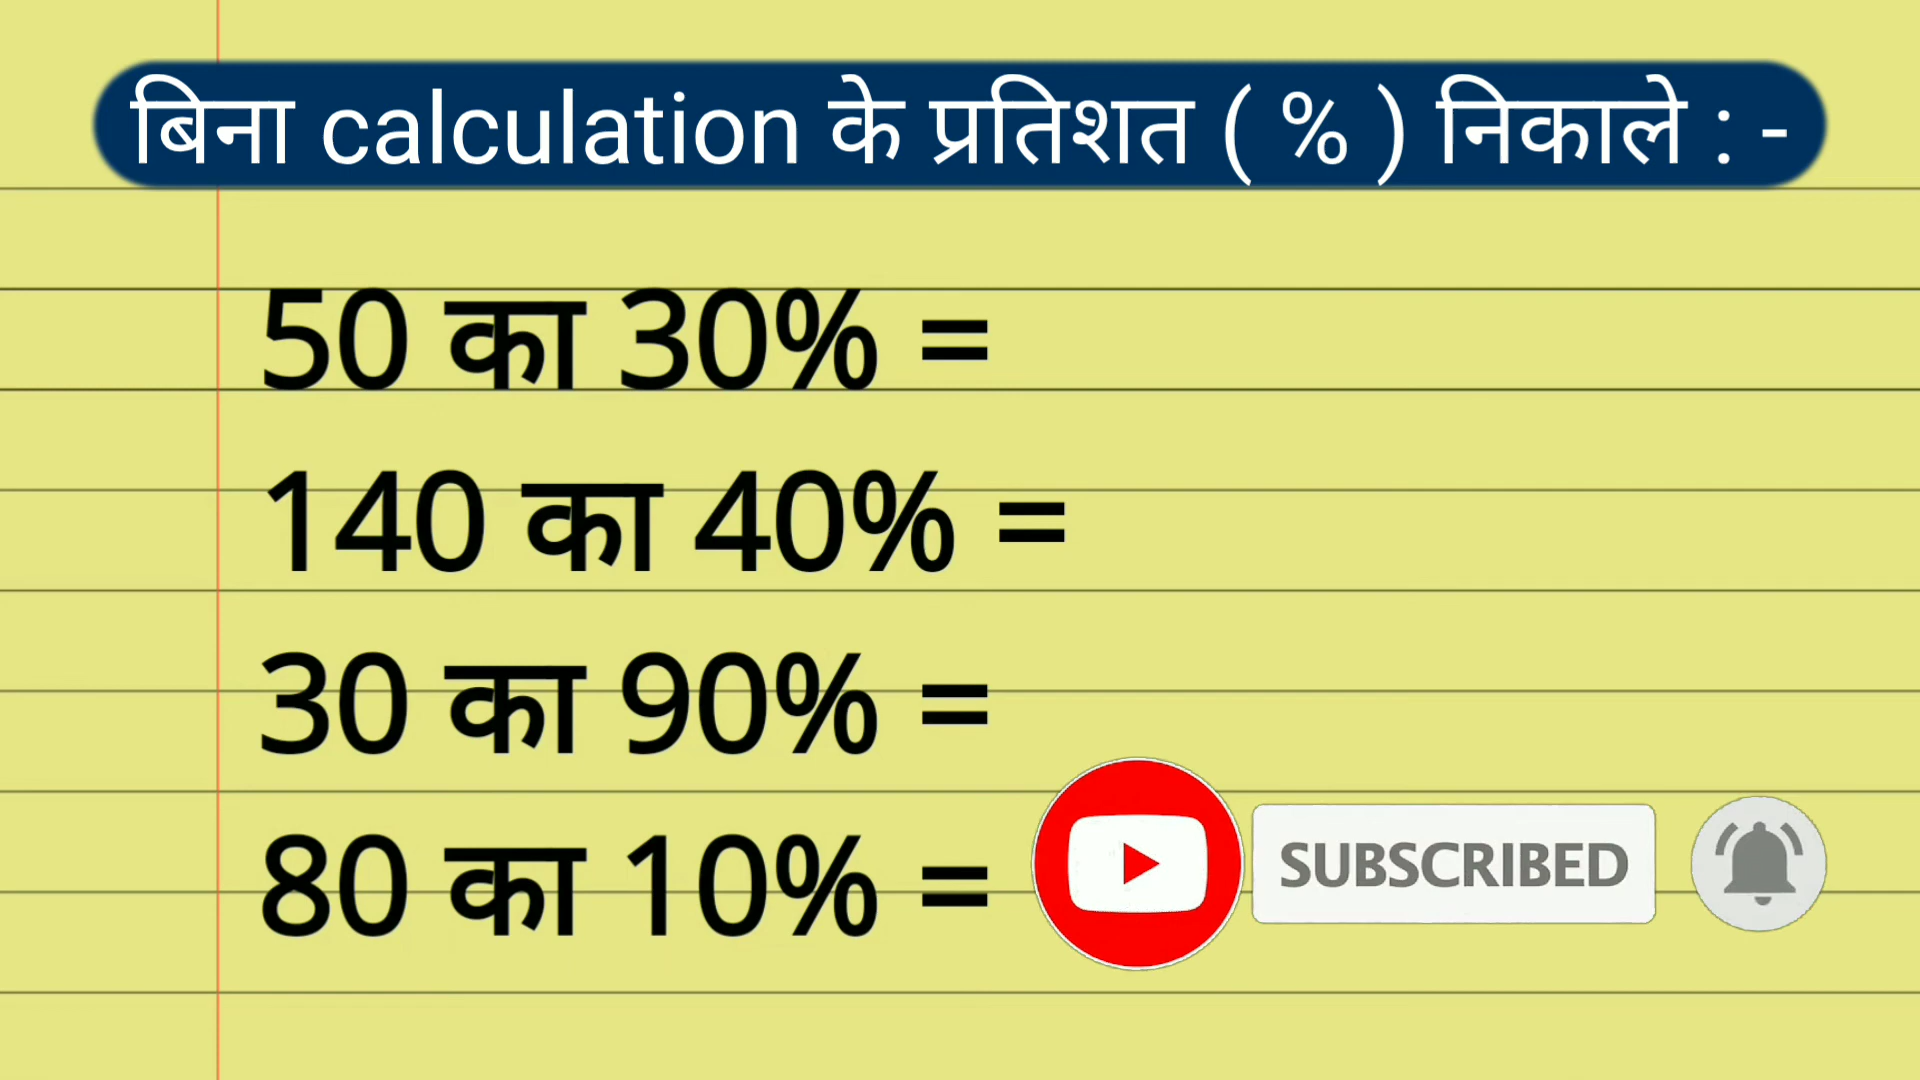 बिना calculation के प्रतिशत ( % ) निकाले : -
50 का 30% =
140 का 40% =
30 का 90% =
80 का 10% =
SUBSCRIBED